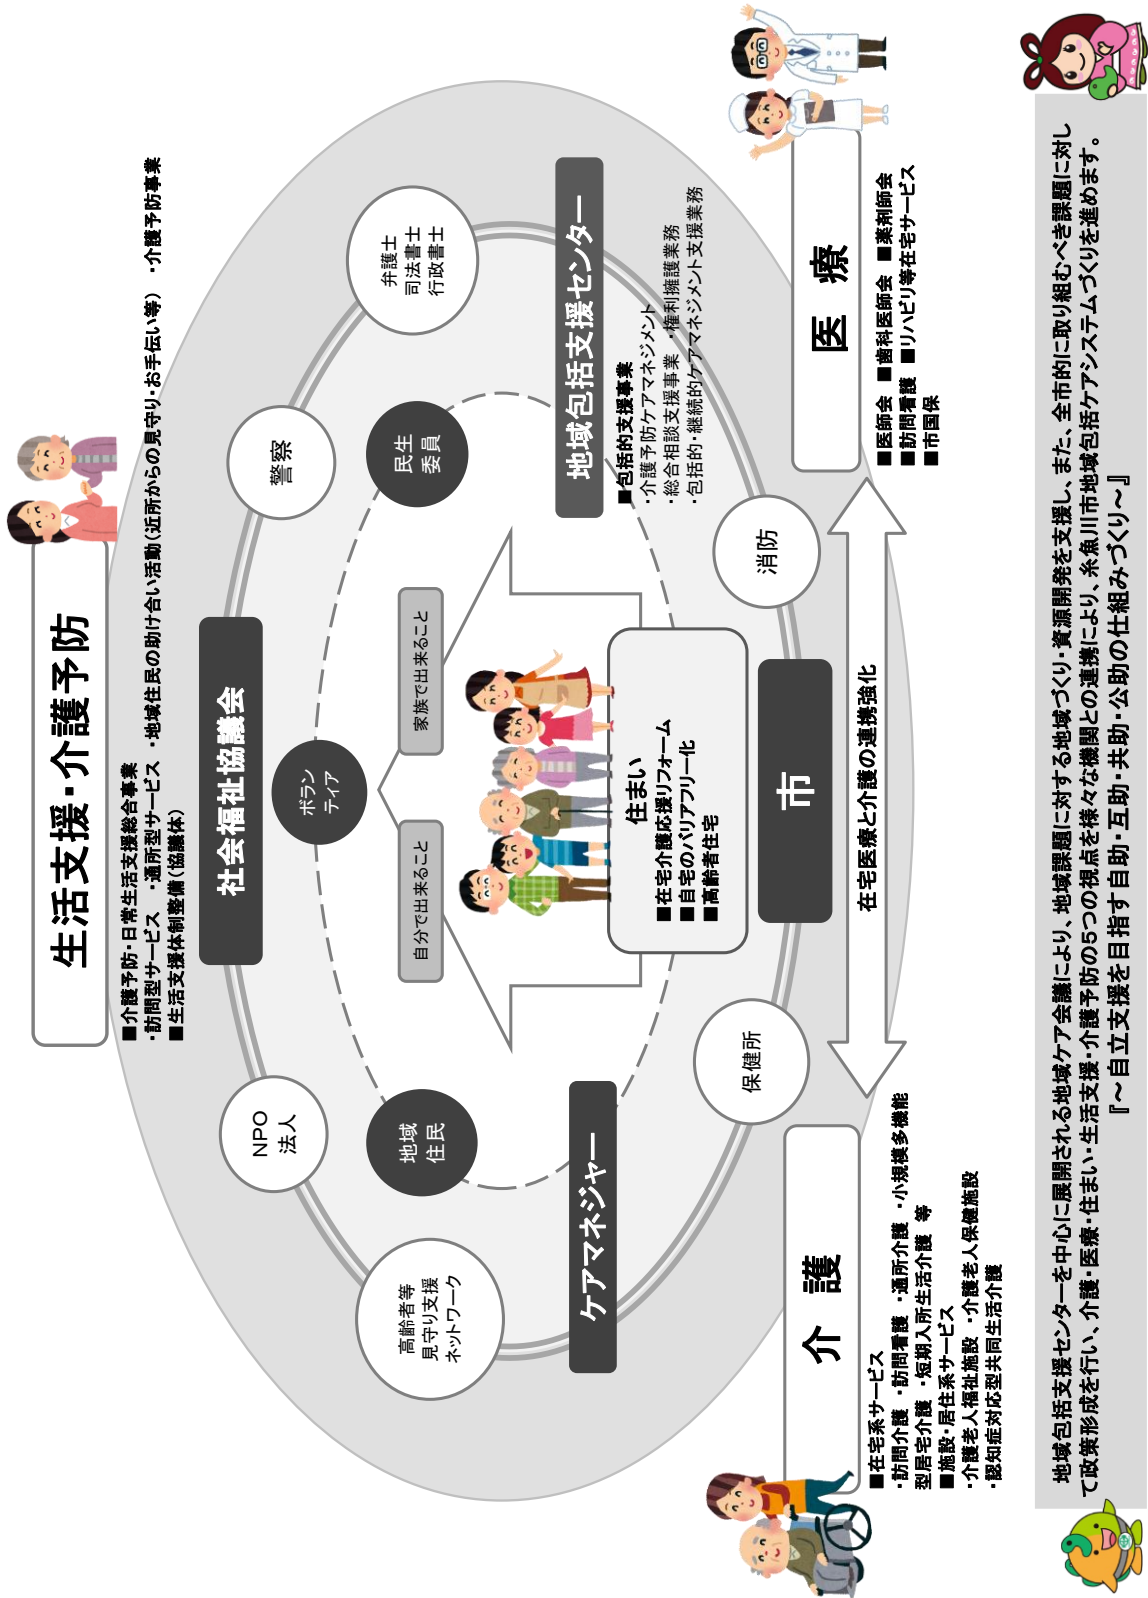 生活支援・介護予防
■介護予防・日常生活支援総合事業
・訪問型サービス　・通所型サービス　・地域住民の助け合い活動（近所からの見守り・お手伝い等）　・介護予防事業
■生活支援体制整備（協議体）
社会福祉協議会
NPO
法人
警察
高齢者等
見守り支援
ネットワーク
弁護士
司法書士
行政書士
ボラン
ティア
地域
住民
民生
委員
自分で出来ること
家族で出来ること
ケアマネジャー
地域包括支援センター
■包括的支援事業
・介護予防ケアマネジメント
・総合相談支援事業　・権利擁護業務
・包括的・継続的ケアマネジメント支援業務
住まい
■在宅介護応援リフォーム
■自宅のバリアフリー化
■高齢者住宅
保健所
消防
市
在宅医療と介護の連携強化
介　護
■在宅系サービス
・訪問介護　・訪問看護　・通所介護　・小規模多機能
型居宅介護　・短期入所生活介護　等
■施設・居住系サービス
・介護老人福祉施設　・介護老人保健施設
・認知症対応型共同生活介護
医　療
■医師会　■歯科医師会　■薬剤師会
■訪問看護　■リハビリ等在宅サービス
■市国保
地域包括支援センターを中心に展開される地域ケア会議により、地域課題に対する地域づくり・資源開発を支援し、また、全市的に取り組むべき課題に対し
て政策形成を行い、介護・医療・住まい・生活支援・介護予防の５つの視点を様々な機関との連携により、糸魚川市地域包括ケアシステムづくりを進めます。
『～自立支援を目指す自助・互助・共助・公助の仕組みづくり～』